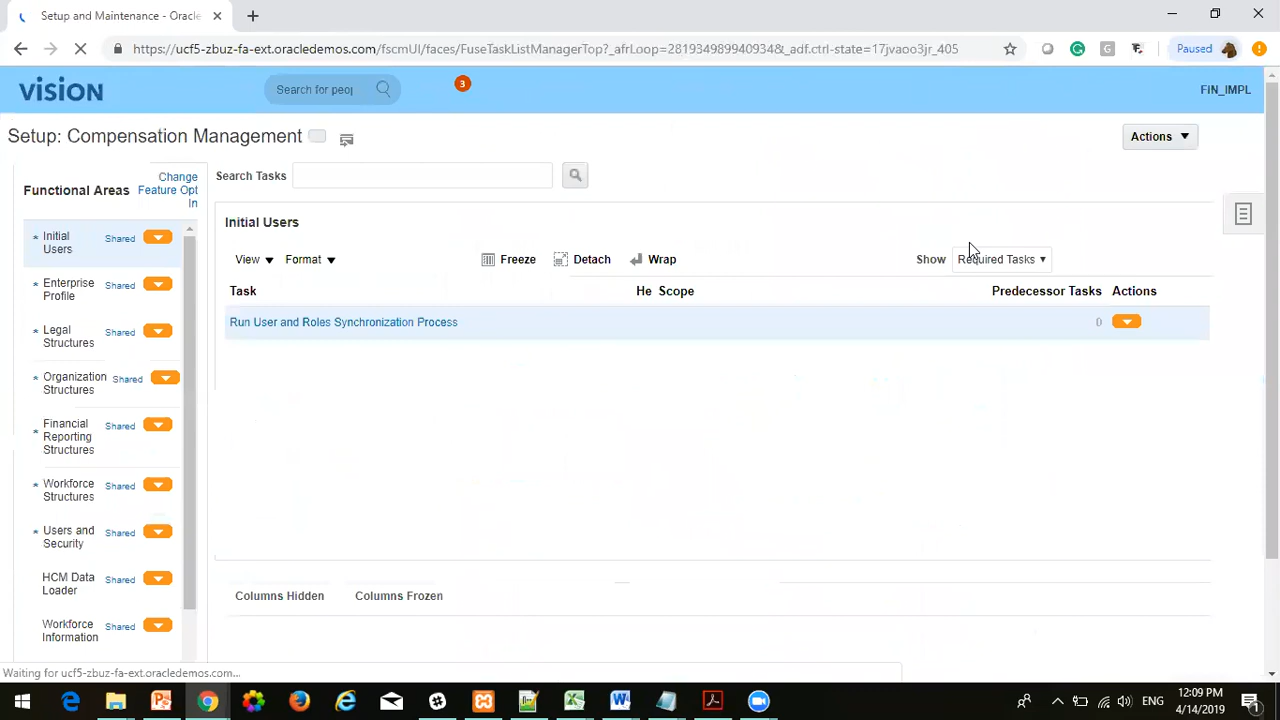 Setup and Maintenance - Oracle
https://ucf5-zbuz-fa-ext.oracledemos.com/fscmUI/faces/FuseTaskListManagerTop?_afrLoop=28193498994093​4&_adf.ctrl-state=17jvaoo3jr_405
Paused
vision
Search for peop
3
FIN_IMPL
Setup: Compensation Management
Actions
Functional Areas
Change
Feature Opt
In
Search Tasks
Initial Users
View
Format
Freeze
Detach
Wrap
Show
Required Tasks
Task
He
Scope
Predecessor Tasks
Actions
Run User and Roles Synchronization Process
0
* Initial
Users
Shared
* Enterprise
Profile
Shared
* Legal
Structures
Shared
* Organization
Structures
Shared
* Financial
Reporting
Structures
Shared
* Workforce
Structures
Shared
* Users and
Security
Shared
HCM Data
Loader
Shared
Workforce
Information
Shared
Columns Hidden
Columns Frozen
Waiting for ucf5-zbuz-fa-ext.oracledemos.com...
ENG
12:09 PM
4/14/2019
1